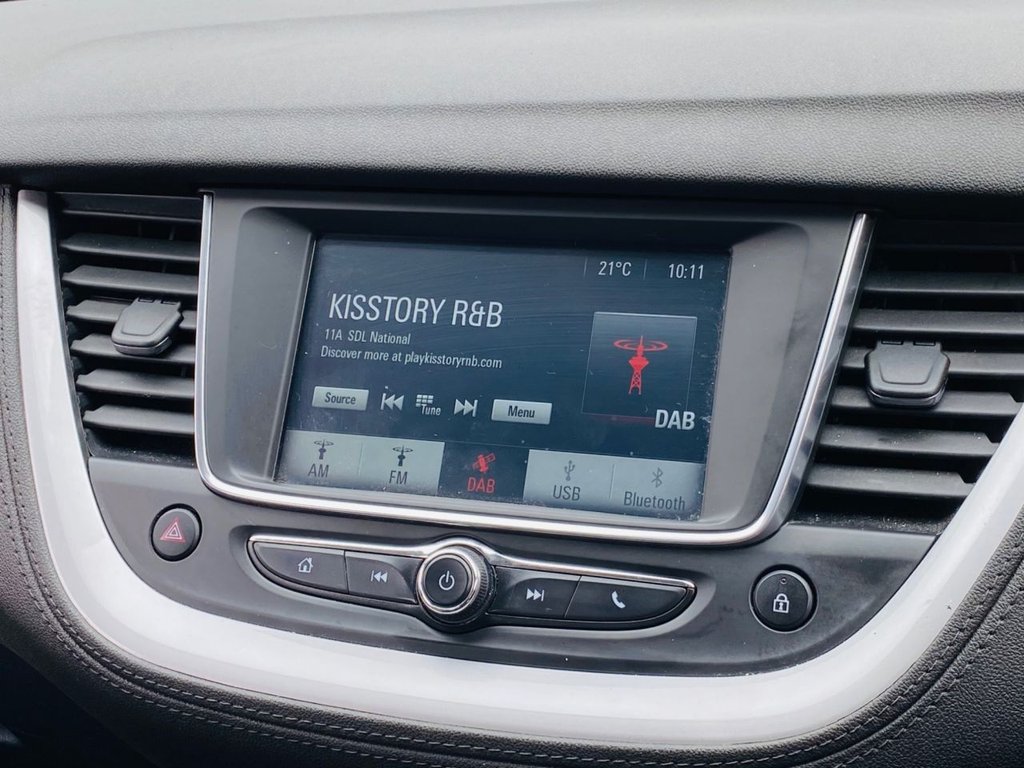 21°C 10:11
KISSTORY R&B
11A SDL National
Discover more at playkisstoryrnb.com
Source Tune Menu
DAB
AM FM DAB USB Bluetooth